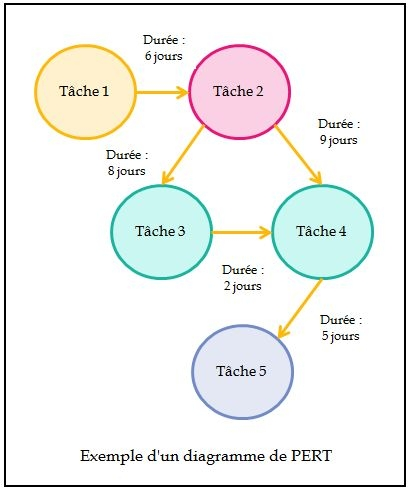 Durée :
6 jours
Tâche 1
Tâche 2
Durée :
8 jours
Durée :
9 jours
Tâche 3
Tâche 4
Durée :
2 jours
Durée :
5 jours
Tâche 5
Exemple d'un diagramme de PERT